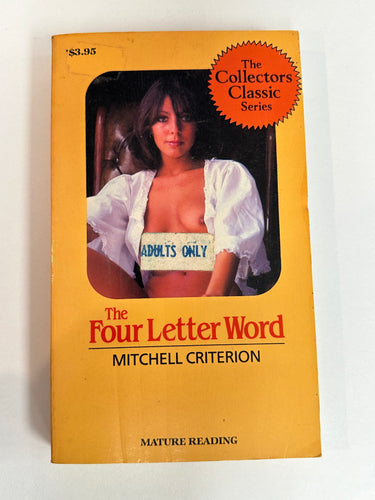 $3.95
The
Collectors
Classic
Series
ADULTS ONLY
The
Four Letter Word
MITCHELL CRITERION
MATURE READING